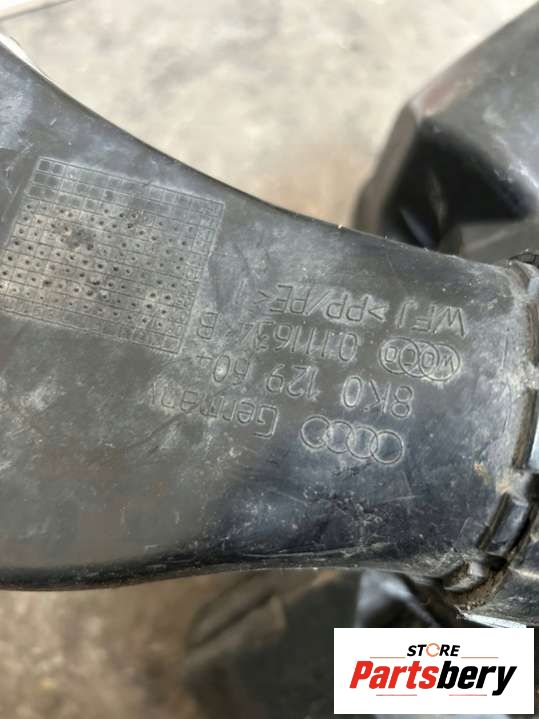 Germany
8K0 129 604
WFJ >PP/PE<
STORE
Partsbery